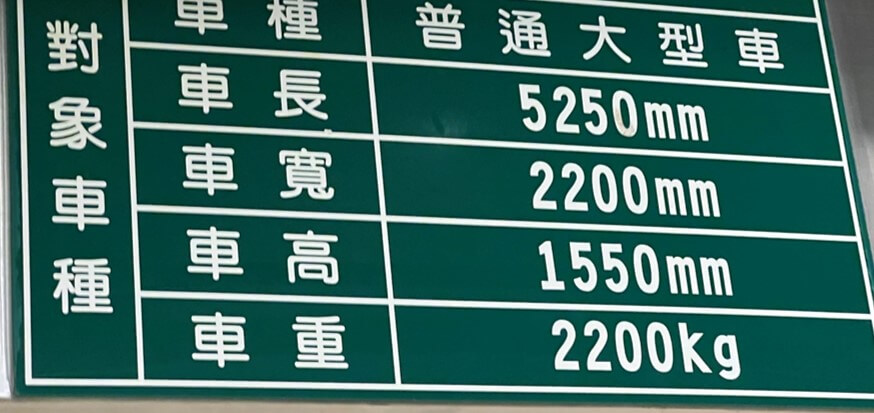 對象車種
車種 普通大型車
車長 5250mm
車寬 2200mm
車高 1550mm
車重 2200kg